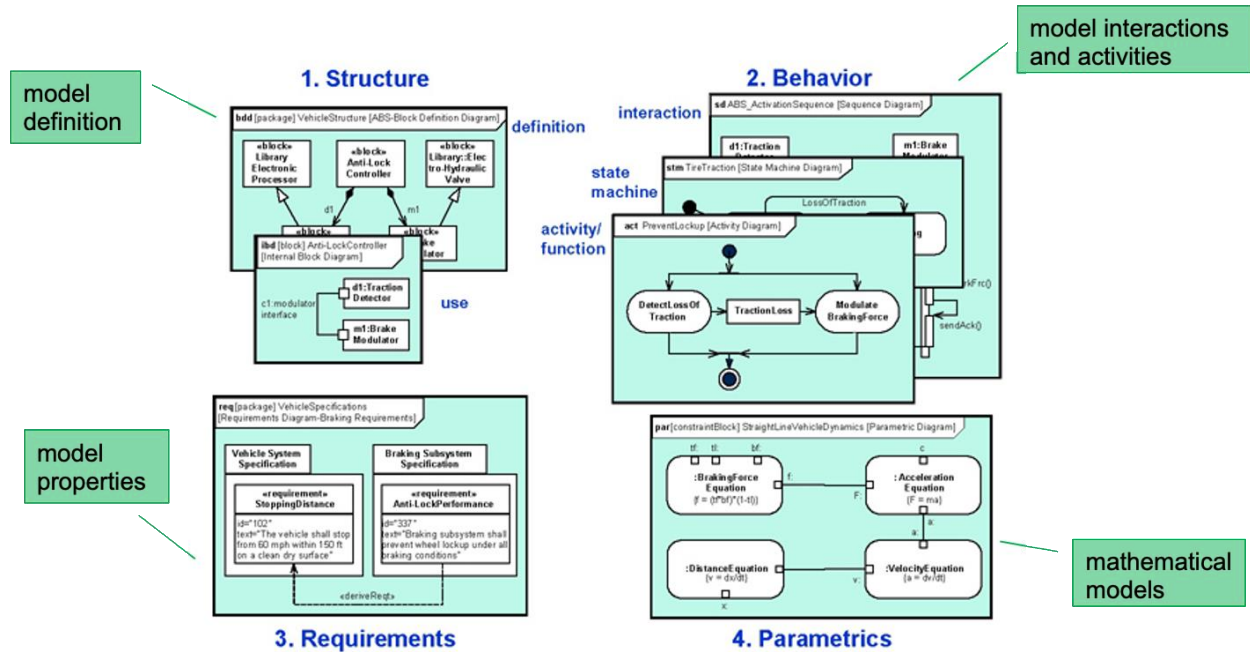 model interactions
and activities
model
definition
1. Structure
2. Behavior
bdd [package] VehicleStructure [ABS-Block Definition Diagram]
definition
«block»
Library
Electronic
Processor
«block»
Anti-Lock
Controller
«block»
Library::Elec
tro-Hydraulic
Valve
d1
m1
«block»
«block»
ibd [block] Anti-LockController
[Internal Block Diagram]
c1:modulator
interface
d1:Traction
Detector
m1:Brake
Modulator
use
interaction
sd ABS_ActivationSequence [Sequence Diagram]
d1:Traction
m1:Brake
state
machine
stm TireTraction [State Machine Diagram]
LossOfTraction
activity/
function
act PreventLockup [Activity Diagram]
DetectLossOf
Traction
TractionLoss
Modulate
BrakingForce
sendAck()
model
properties
req [package] VehicleSpecifications
[Requirements Diagram-Braking Requirements]
Vehicle System
Specification
«requirement»
StoppingDistance
id="102"
text="The vehicle shall stop
from 60 mph within 150 ft
on a clean dry surface"
Braking Subsystem
Specification
«requirement»
Anti-LockPerformance
id="337"
text="Braking subsystem shall
prevent wheel lockup under all
braking conditions"
«deriveReqt»
3. Requirements
par [constraintBlock] StraightLineVehicleDynamics [Parametric Diagram]
tf: tl: bf:
:BrakingForce
Equation
{f = (tf*bf)*(1-tl)}
f:
F:
c
:Acceleration
Equation
{F = ma}
a:
a:
:DistanceEquation
{v = dx/dt}
v:
:VelocityEquation
{a = dv/dt}
x:
4. Parametrics
mathematical
models